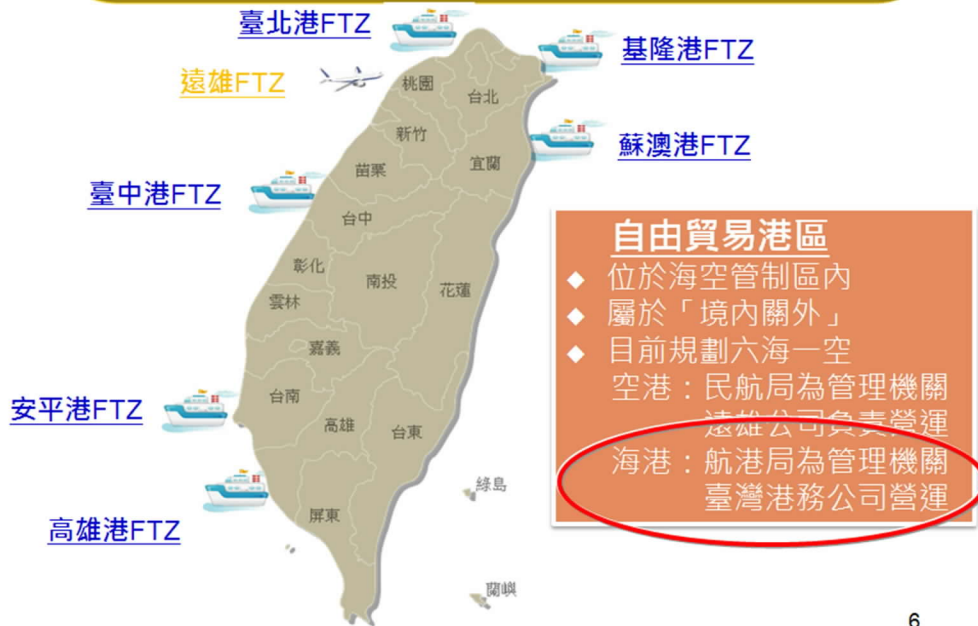 臺北港FTZ
基隆港FTZ
遠雄FTZ
桃園
台北
蘇澳港FTZ
新竹
宜蘭
苗栗
臺中港FTZ
台中
彰化
南投
花蓮
雲林
嘉義
台南
安平港FTZ
高雄
台東
高雄港FTZ
屏東
綠島
蘭嶼
自由貿易港區
◆ 位於海空管制區內
◆ 屬於「境內關外」
◆ 目前規劃六海一空
空港：民航局為管理機關
遠雄公司負責營運
海港：航港局為管理機關
臺灣港務公司營運
6